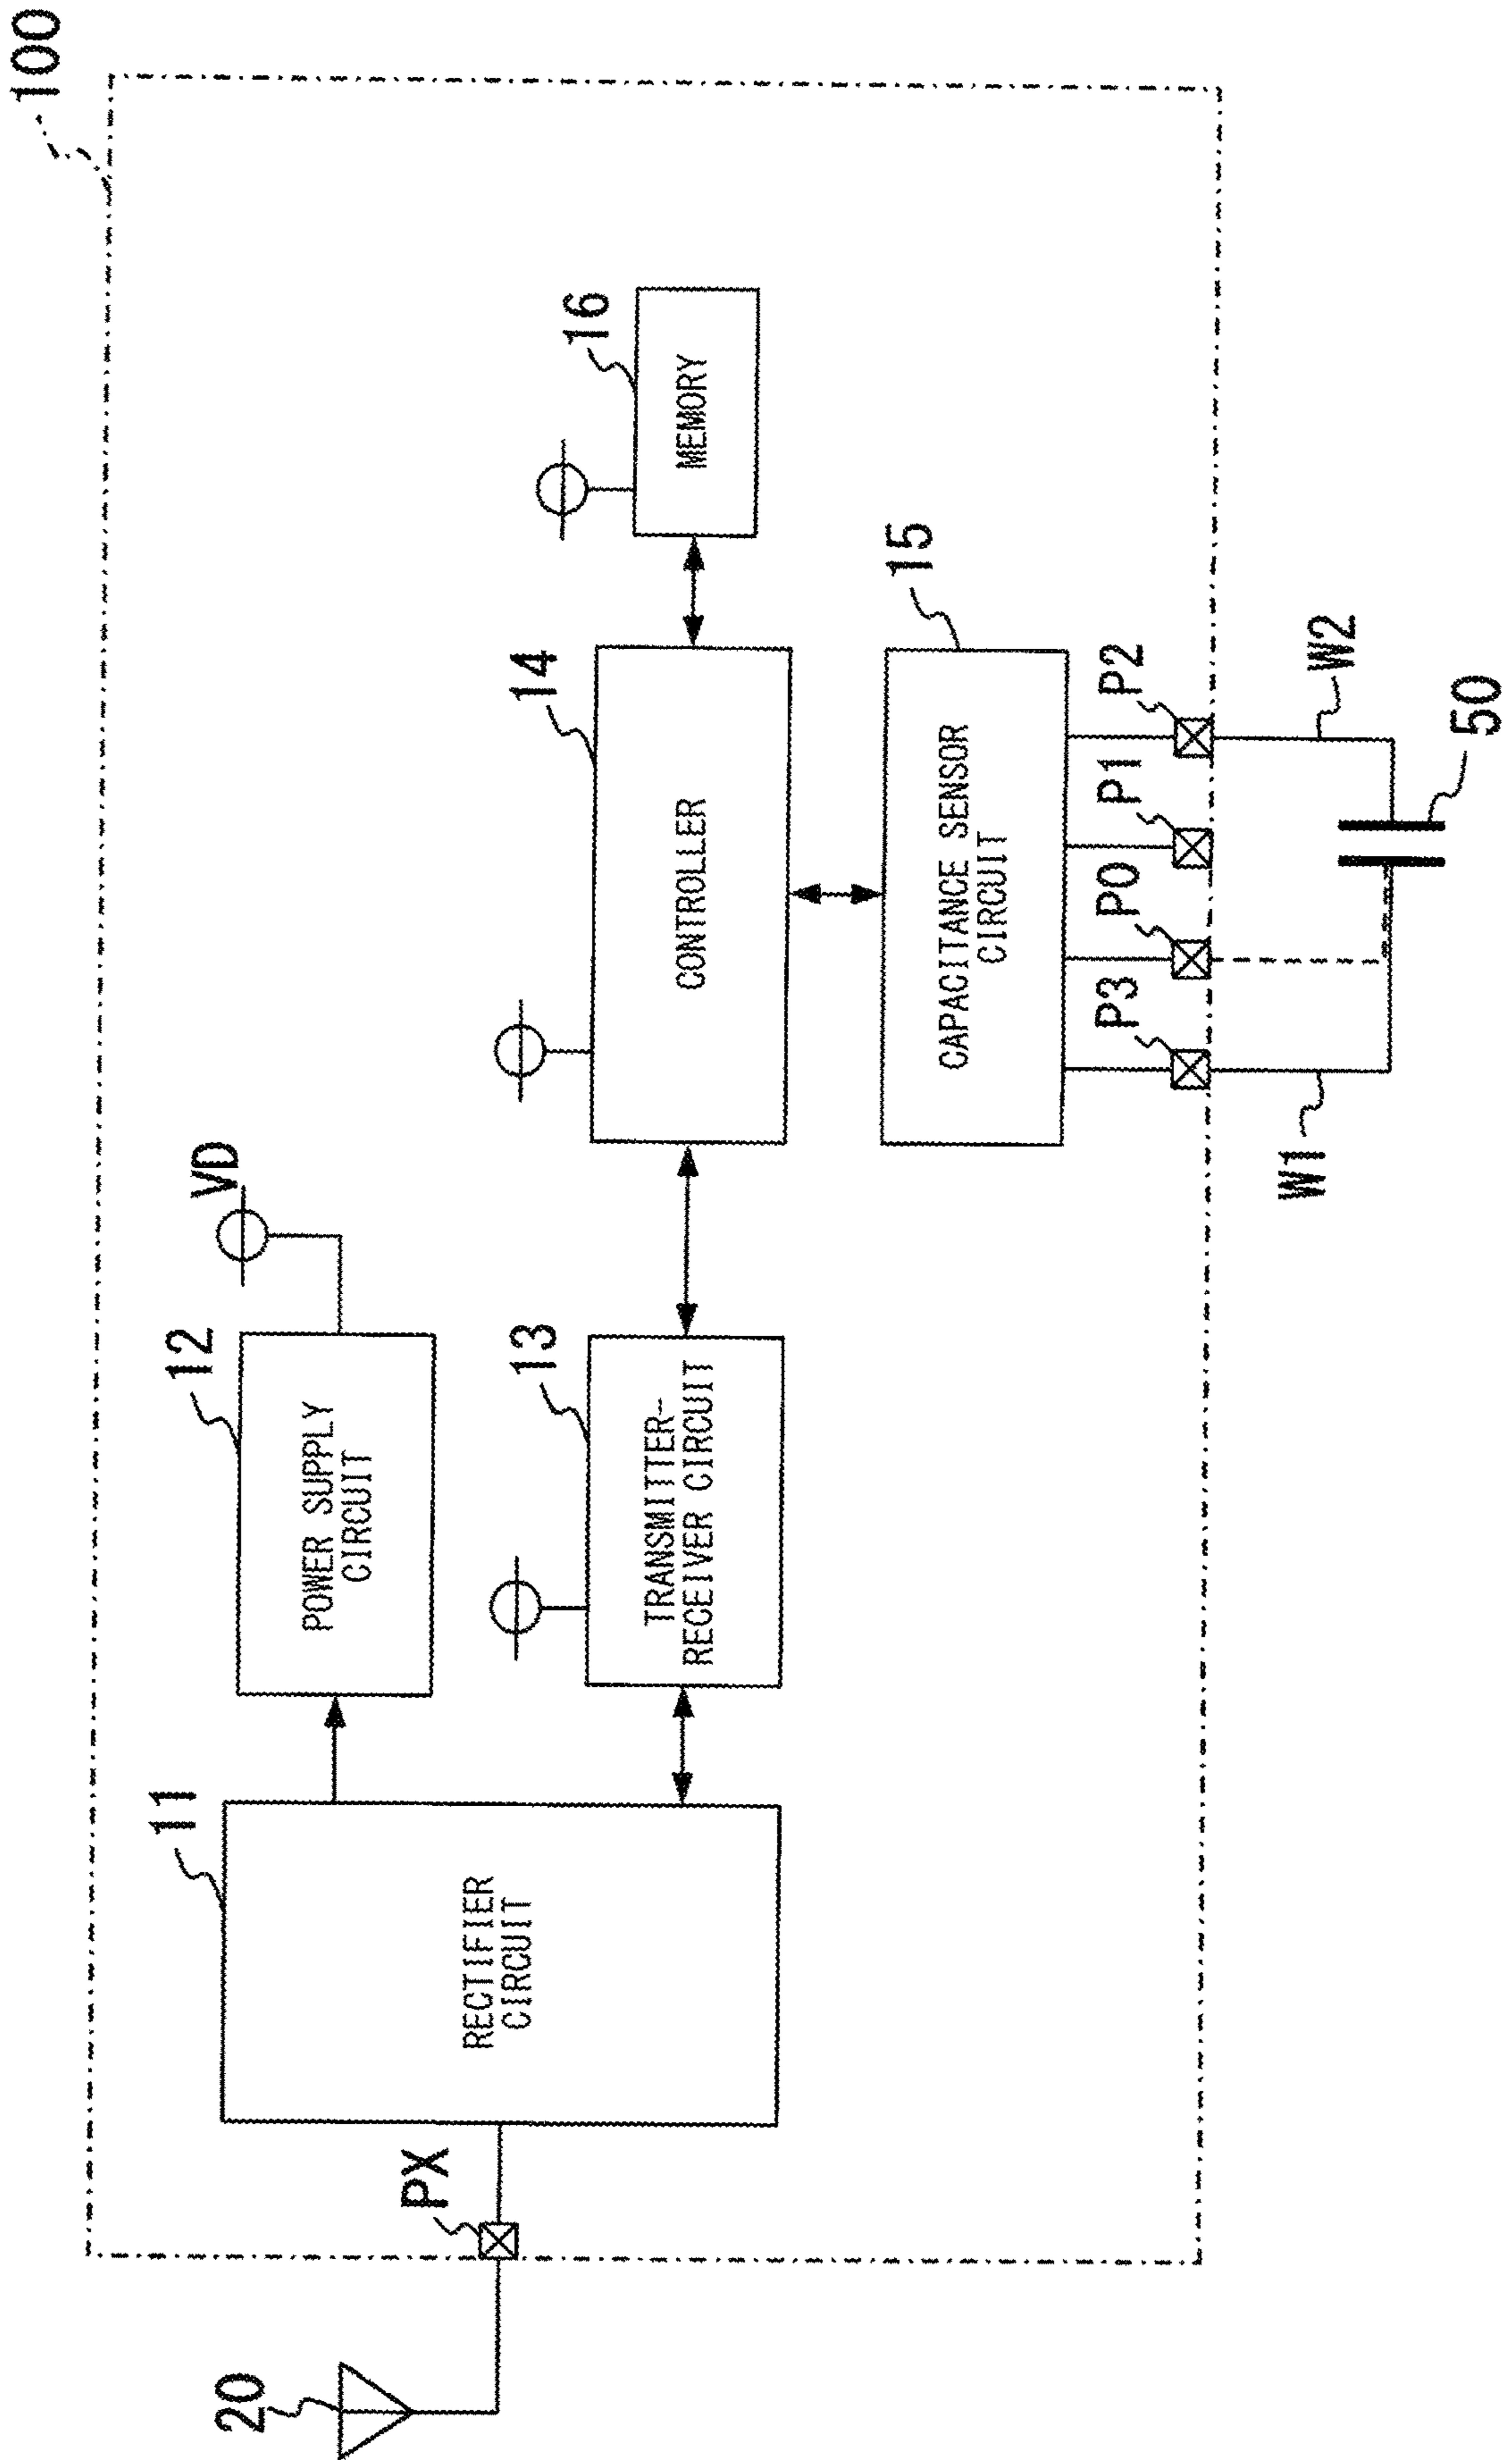 100
20
PX
11
RECTIFIER
CIRCUIT
12
POWER SUPPLY
CIRCUIT
VD
13
TRANSMITTER-
RECEIVER CIRCUIT
14
CONTROLLER
16
MEMORY
15
CAPACITANCE SENSOR
CIRCUIT
P3
P0
P1
P2
W1
W2
50